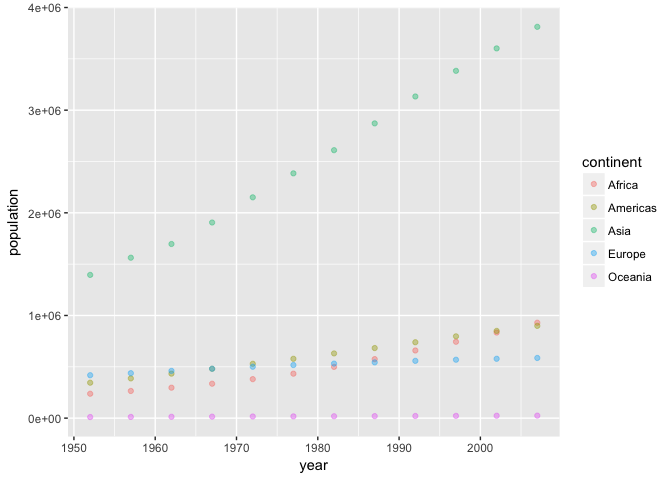 4e+06
3e+06
2e+06
1e+06
0e+00
population
1950 1960 1970 1980 1990 2000
year
continent
Africa
Americas
Asia
Europe
Oceania